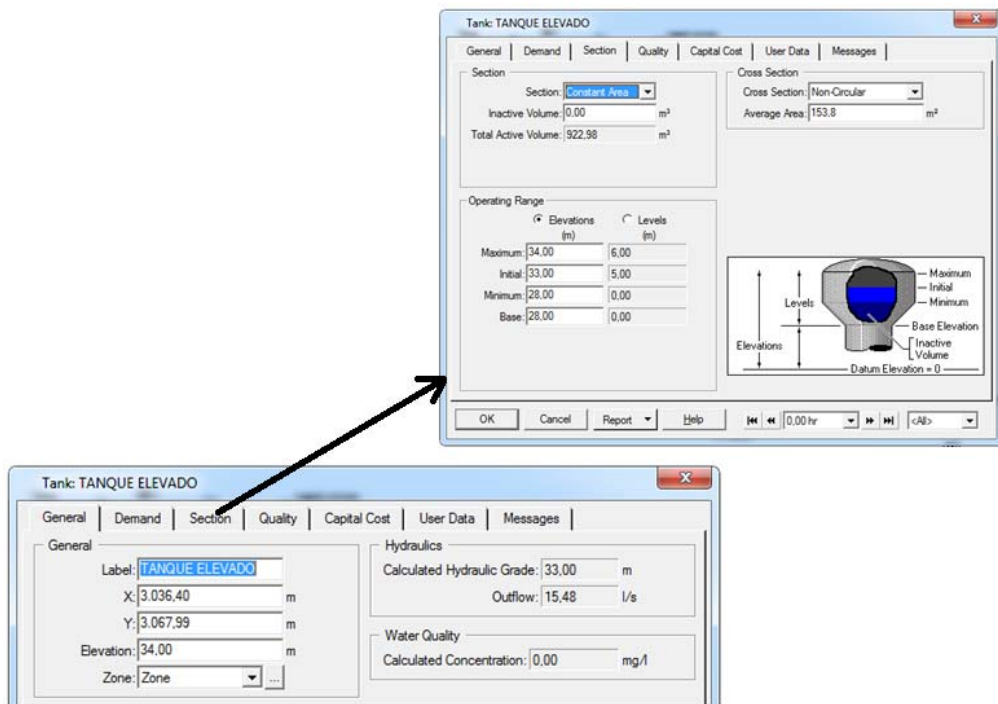 Tank: TANQUE ELEVADO
General Demand Section Quality Capital Cost User Data Messages
Section
Section: Constant Area
Inactive Volume: 0,00 m³
Total Active Volume: 922,98 m³
Cross Section
Cross Section: Non-Circular
Average Area: 153.8 m²
Operating Range
Elevations Levels
(m) (m)
Maximum: 34,00 6,00
Initial: 33,00 5,00
Minimum: 28,00 0,00
Base: 28,00 0,00
Maximum
Initial
Minimum
Levels
Base Elevation
Elevations
Inactive
Volume
Datum Elevation = 0
OK Cancel Report Help 0,00 hr <All>
Tank: TANQUE ELEVADO
General Demand Section Quality Capital Cost User Data Messages
General
Label: TANQUE ELEVADO
X: 3.036,40 m
Y: 3.067,99 m
Elevation: 34,00 m
Zone: Zone ...
Hydraulics
Calculated Hydraulic Grade: 33,00 m
Outflow: 15,48 l/s
Water Quality
Calculated Concentration: 0,00 mg/l